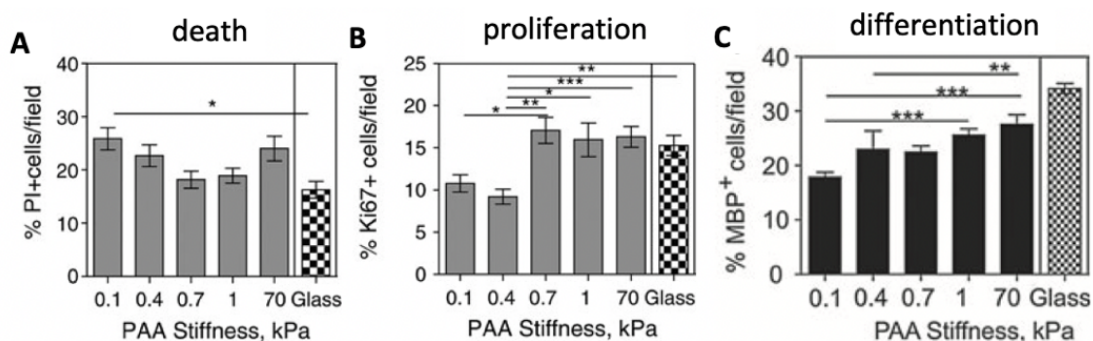 A death
B proliferation
C differentiation
% PI+cells/field
40
30
20
10
0
*
0.1 0.4 0.7 1 70 Glass
PAA Stiffness, kPa
% Ki67+ cells/field
25
20
15
10
5
0
**
***
*
**
*
0.1 0.4 0.7 1 70 Glass
PAA Stiffness, kPa
% MBP+ cells/field
40
30
20
10
0
**
***
***
0.1 0.4 0.7 1 70 Glass
PAA Stiffness, kPa